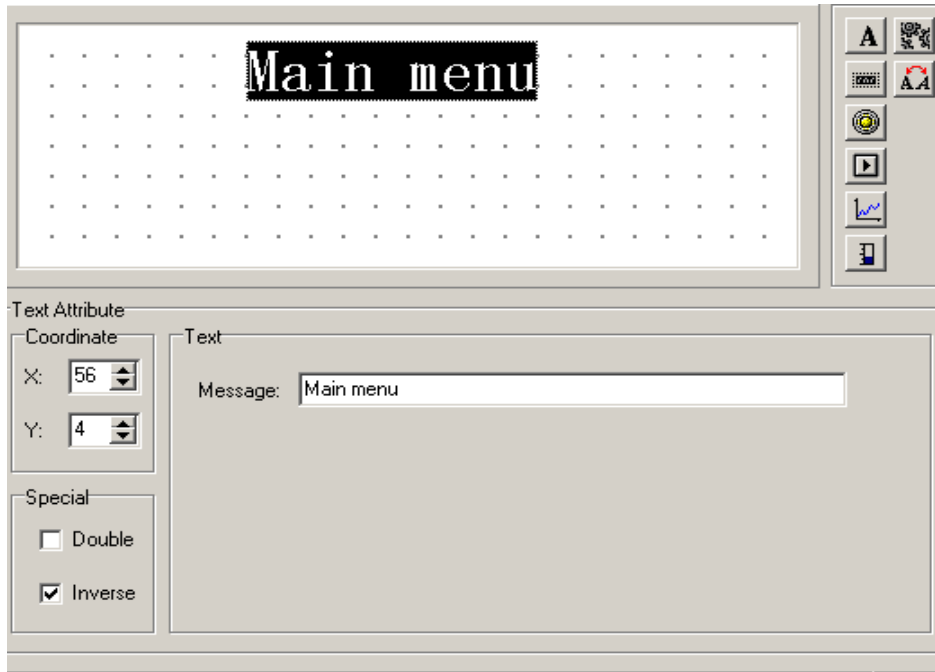 Main menu
A
A A
Text Attribute
Coordinate
Text
X: 56
Message: Main menu
Y: 4
Special
Double
Inverse